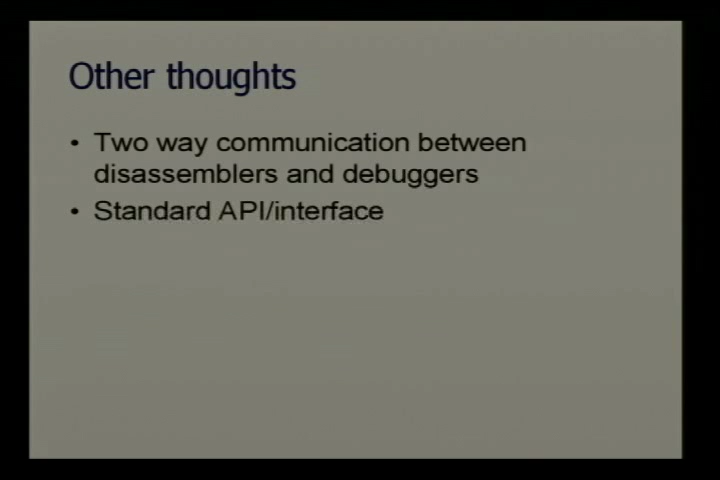 Other thoughts
• Two way communication between
disassemblers and debuggers
• Standard API/interface